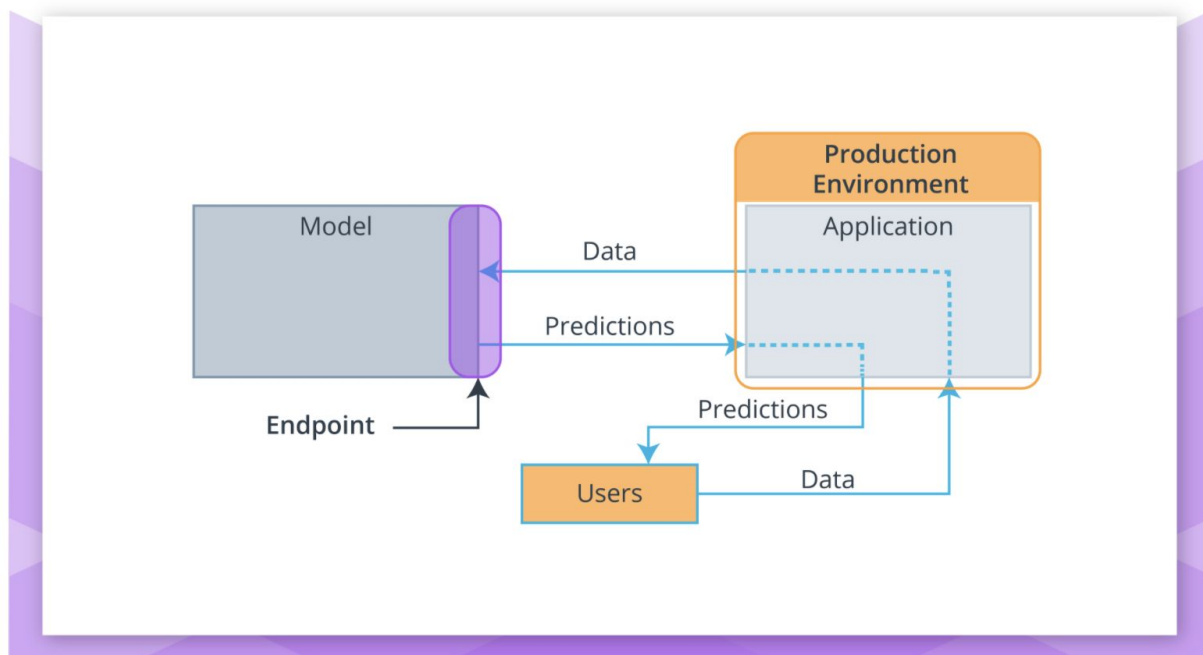 Production
Environment
Model
Application
Data
Predictions
Predictions
Endpoint
Users
Data